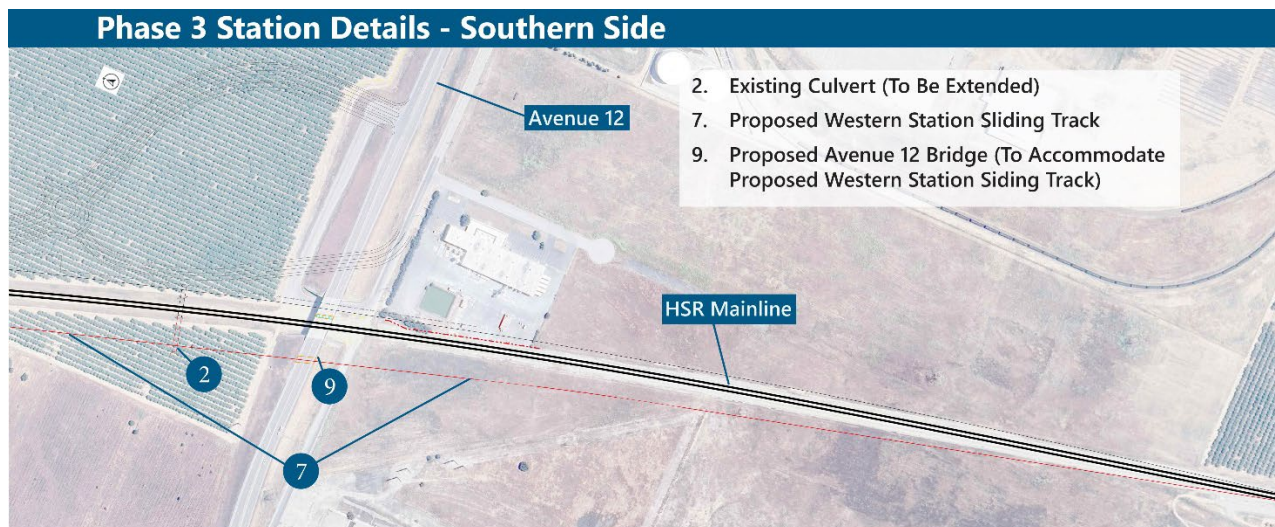 Phase 3 Station Details - Southern Side
Avenue 12
2. Existing Culvert (To Be Extended)
7. Proposed Western Station Sliding Track
9. Proposed Avenue 12 Bridge (To Accommodate
Proposed Western Station Siding Track)
HSR Mainline
2
9
7